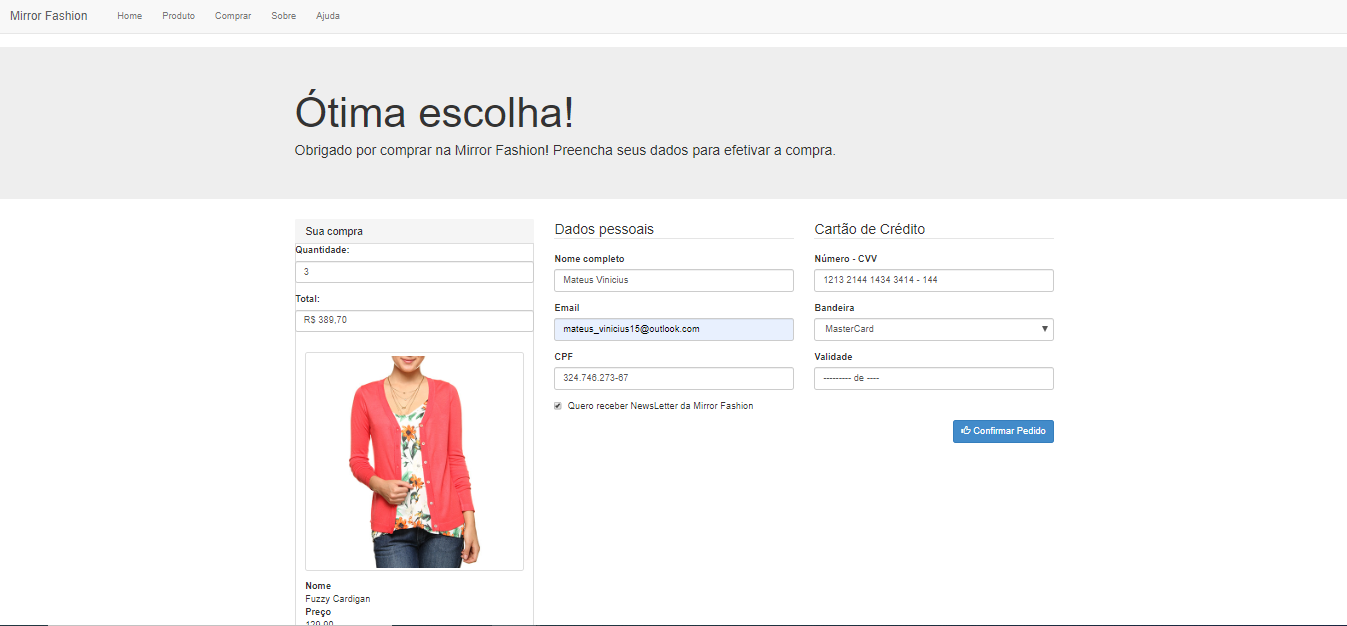 Mirror Fashion Home Produto Comprar Sobre Ajuda
Ótima escolha!
Obrigado por comprar na Mirror Fashion! Preencha seus dados para efetivar a compra.
Sua compra
Quantidade:
3
Total:
R$ 389,70
Nome
Fuzzy Cardigan
Preço
129,90
Dados pessoais
Nome completo
Mateus Vinicius
Email
mateus_vinicius15@outlook.com
CPF
324.746.273-67
Quero receber NewsLetter da Mirror Fashion
Cartão de Crédito
Número - CVV
1213 2144 1434 3414 - 144
Bandeira
MasterCard
Validade
--------- de ----
Confirmar Pedido